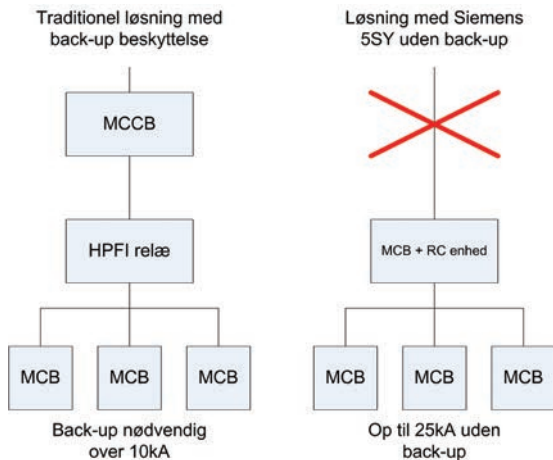 Traditionel løsning med
back-up beskyttelse
MCCB
HPFI relæ
MCB
MCB
MCB
Back-up nødvendig
over 10kA
Løsning med Siemens
5SY uden back-up
MCB + RC enhed
MCB
MCB
MCB
Op til 25kA uden
back-up